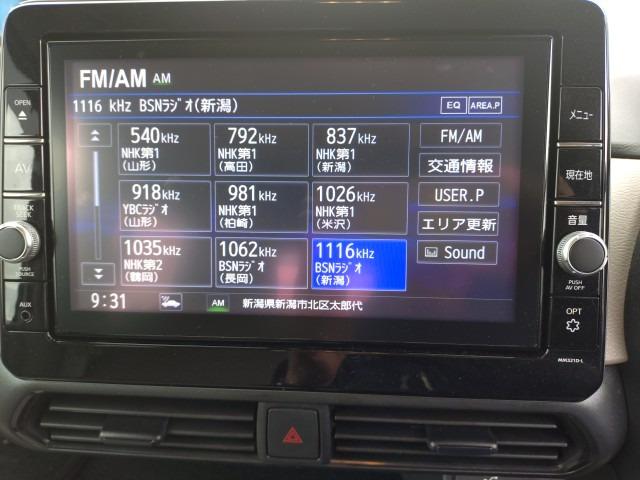 FM/AM AM
1116 kHz BSNﾗｼﾞｵ(新潟)
EQ AREA.P
540kHz
NHK第1
(山形)
792kHz
NHK第1
(高田)
837kHz
NHK第1
(新潟)
918kHz
YBCﾗｼﾞｵ
(山形)
981kHz
NHK第1
(柏崎)
1026kHz
NHK第1
(米沢)
1035kHz
NHK第2
(鶴岡)
1062kHz
BSNﾗｼﾞｵ
(長岡)
1116kHz
BSNﾗｼﾞｵ
(新潟)
FM/AM
交通情報
USER.P
エリア更新
Sound
9:31
AM
新潟県新潟市北区太郎代
OPEN
AV
TRACK
SEEK
PUSH
SOURCE
AUX
メニュー
現在地
音量
PUSH
AV OFF
OPT
MM321D-L